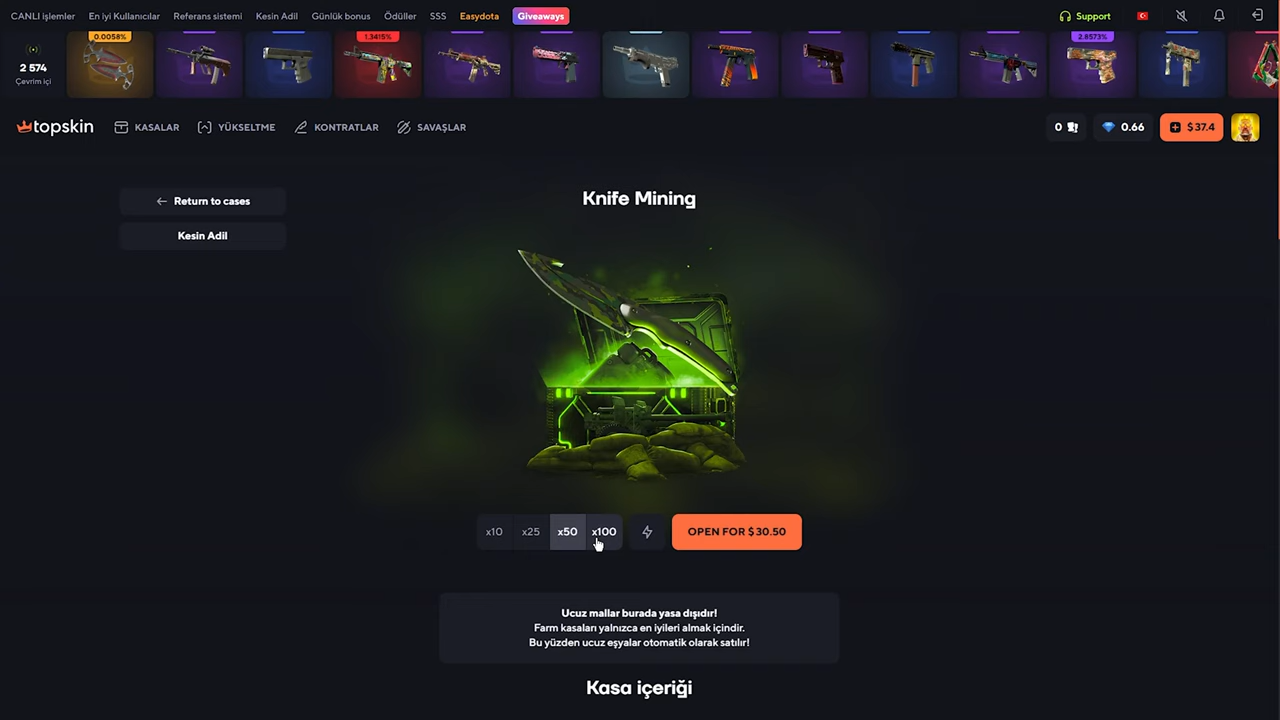 CANLI işlemler
En iyi Kullanıcılar
Referans sistemi
Kesin Adil
Günlük bonus
Ödüller
SSS
Easydota
Giveaways
Support
2 574
Çevrim içi
0.0058%
1.3415%
2.8573%
topskin
KASALAR
YÜKSELTME
KONTRATLAR
SAVAŞLAR
0
0.66
$ 37.4
Return to cases
Kesin Adil
Knife Mining
x10
x25
x50
x100
OPEN FOR $ 30.50
Ucuz mallar burada yasa dışıdır!
Farm kasaları yalnızca en iyileri almak içindir.
Bu yüzden ucuz eşyalar otomatik olarak satılır!
Kasa içeriği